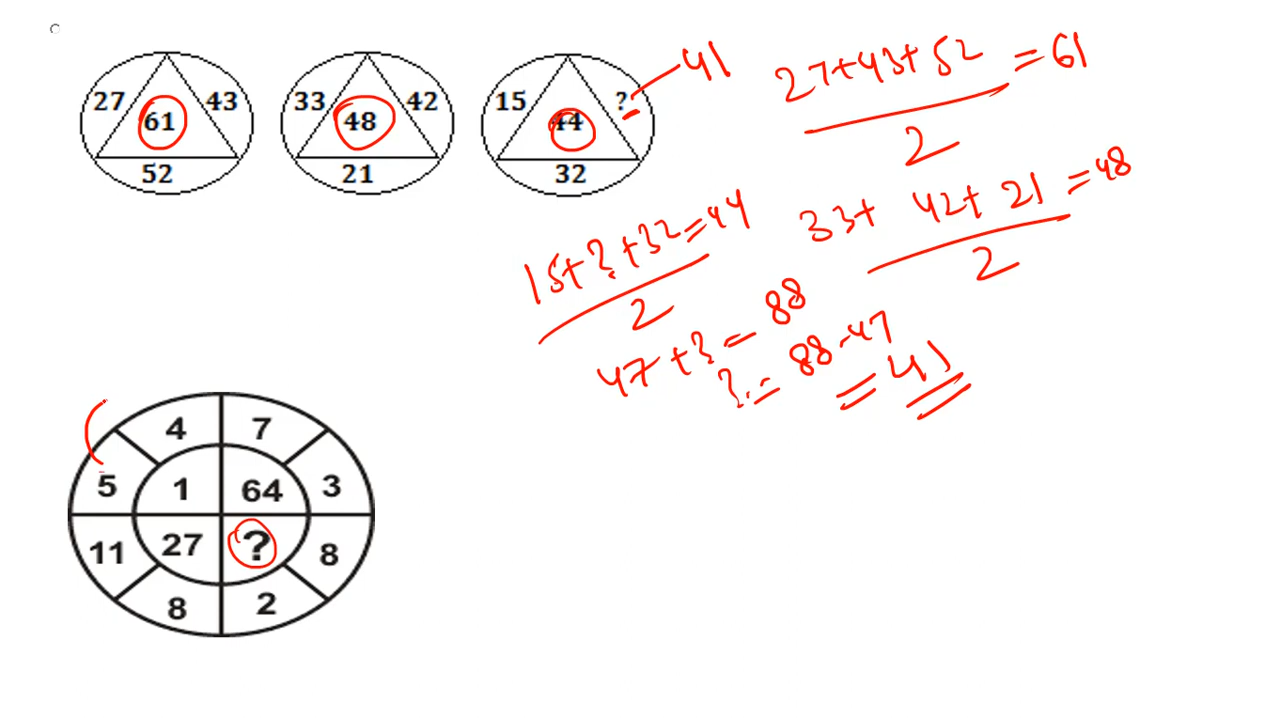 27 43 33 42 15 ? 41
61 48 44
52 21 32
27+43+52 = 61
2
33+ 42+ 21 = 48
2
15+?+32 = 44
2
47+? = 88
?. = 88-47
= 41
4 7
5 1 64 3
11 27 ? 8
8 2